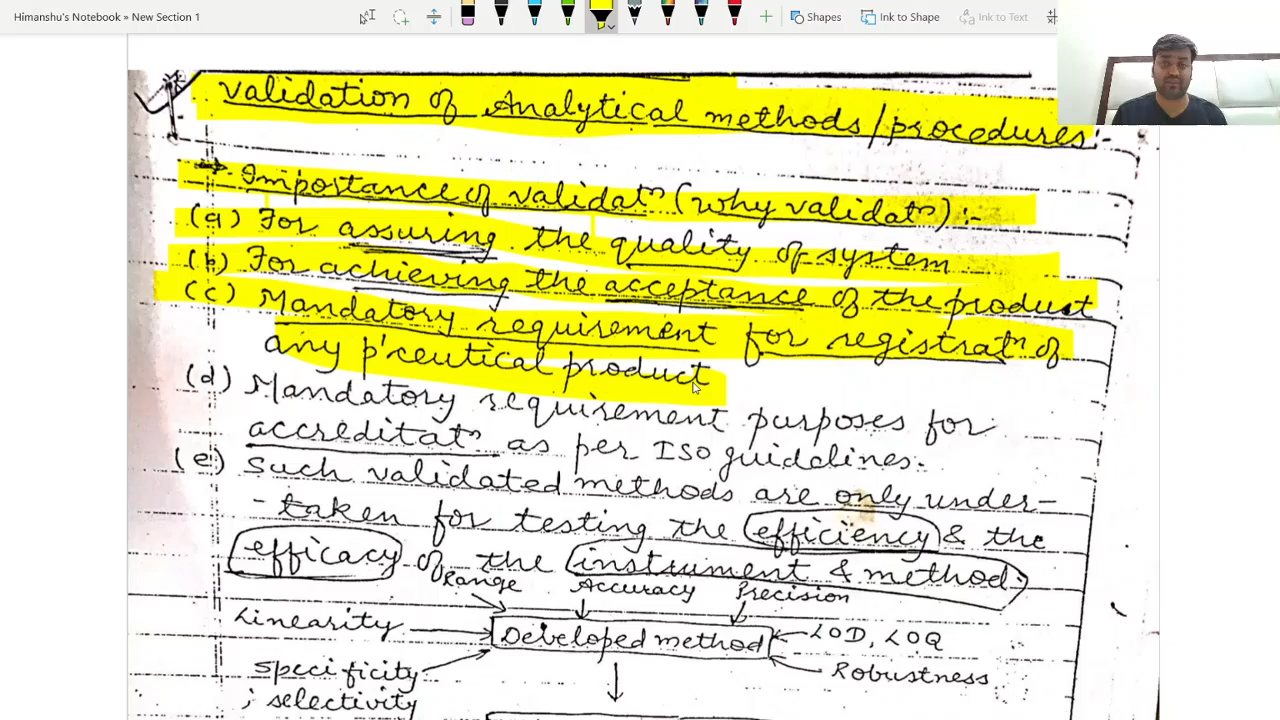 Himanshu's Notebook » New Section 1
Shapes
Ink to Shape
Ink to Text
validation of Analytical methods/procedures:-
Importance of validatn (why validatn) :-
(a) For assuring the quality of system
(b) For achieving the acceptance of the product
(c) Mandatory requirement for registratn of
any p'ceutical product
(d) Mandatory requirement purposes for
accreditatn as per ISO guidelines.
(e) Such validated methods are only under-
-taken for testing the efficiency & the
efficacy of the instrument & method.
Range Accuracy Precision
Linearity Developed method LOD, LOQ
Specificity Robustness
; selectivity